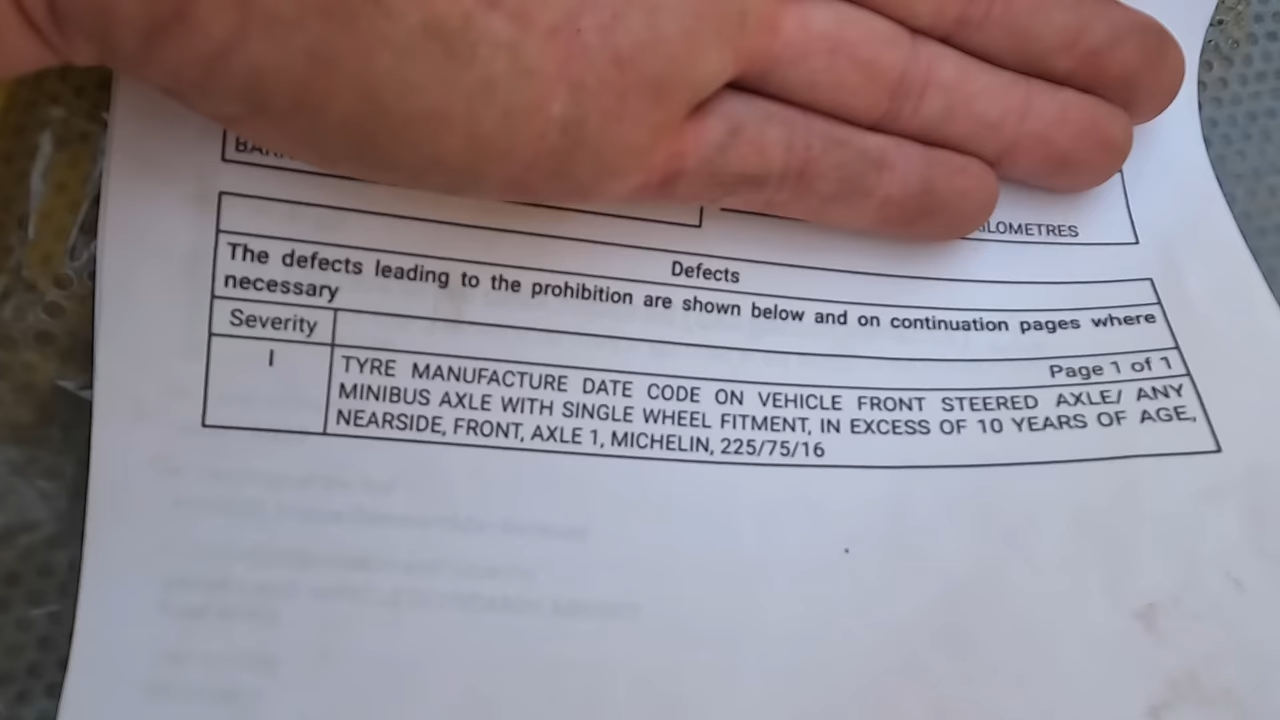 KILOMETRES
Defects
The defects leading to the prohibition are shown below and on continuation pages where
necessary
Page 1 of 1
Severity
I
TYRE MANUFACTURE DATE CODE ON VEHICLE FRONT STEERED AXLE/ ANY
MINIBUS AXLE WITH SINGLE WHEEL FITMENT, IN EXCESS OF 10 YEARS OF AGE,
NEARSIDE, FRONT, AXLE 1, MICHELIN, 225/75/16